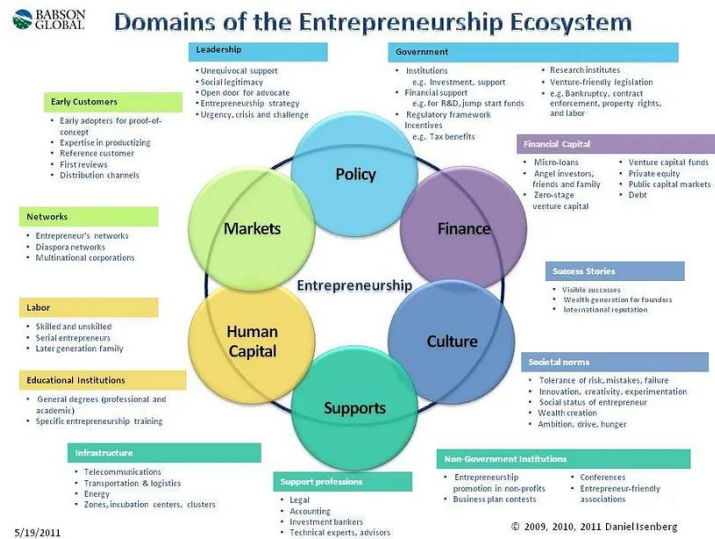 BABSON
GLOBAL
Domains of the Entrepreneurship Ecosystem
Leadership
• Unequivocal support
• Social legitimacy
• Open door for advocate
• Entrepreneurship strategy
• Urgency, crisis and challenge
Government
• Institutions
e.g. Investment, support
• Financial support
e.g. for R&D, jump start funds
• Regulatory framework
Incentives
e.g. Tax benefits
• Research institutes
• Venture-friendly legislation
• e.g. Bankruptcy, contract
enforcement, property rights,
and labor
Early Customers
• Early adopters for proof-of-
concept
• Expertise in productizing
• Reference customer
• First reviews
• Distribution channels
Financial Capital
• Micro-loans
• Angel investors,
friends and family
• Zero-stage
venture capital
• Venture capital funds
• Private equity
• Public capital markets
• Debt
Networks
• Entrepreneur's networks
• Diaspora networks
• Multinational corporations
Success Stories
• Visible successes
• Wealth generation for founders
• International reputation
Labor
• Skilled and unskilled
• Serial entrepreneurs
• Later generation family
Societal norms
• Tolerance of risk, mistakes, failure
• Innovation, creativity, experimentation
• Social status of entrepreneur
• Wealth creation
• Ambition, drive, hunger
Educational Institutions
• General degrees (professional and
academic)
• Specific entrepreneurship training
Policy
Markets
Finance
Entrepreneurship
Human
Capital
Culture
Supports
Infrastructure
• Telecommunications
• Transportation & logistics
• Energy
• Zones, incubation centers, clusters
Support professions
• Legal
• Accounting
• Investment bankers
• Technical experts, advisors
Non-Government Institutions
• Entrepreneurship
promotion in non-profits
• Business plan contests
• Conferences
• Entrepreneur-friendly
associations
5/19/2011
© 2009, 2010, 2011 Daniel Isenberg